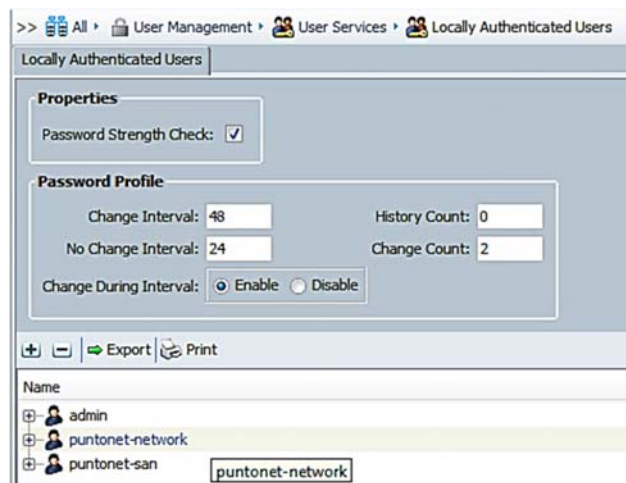 >> All User Management User Services Locally Authenticated Users
Locally Authenticated Users
Properties
Password Strength Check:
Password Profile
Change Interval: 48 History Count: 0
No Change Interval: 24 Change Count: 2
Change During Interval: Enable Disable
Export Print
Name
admin
puntonet-network
puntonet-san
puntonet-network